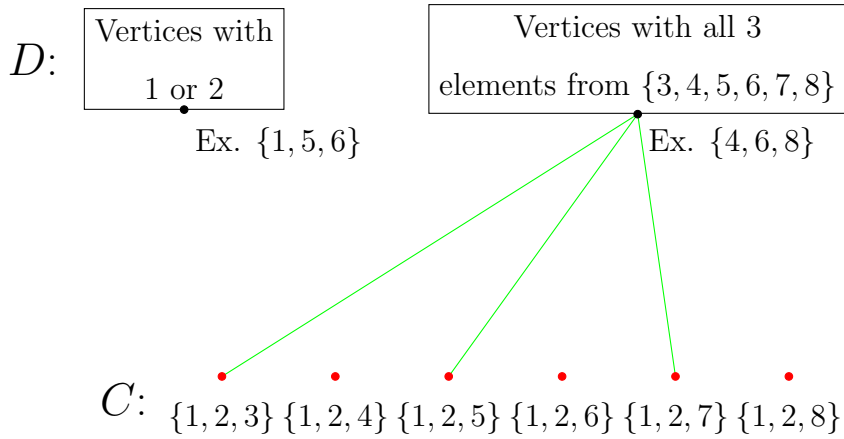 D:
Vertices with
1 or 2
Vertices with all 3
elements from {3, 4, 5, 6, 7, 8}
Ex. {1, 5, 6}
Ex. {4, 6, 8}
C:
{1, 2, 3} {1, 2, 4} {1, 2, 5} {1, 2, 6} {1, 2, 7} {1, 2, 8}